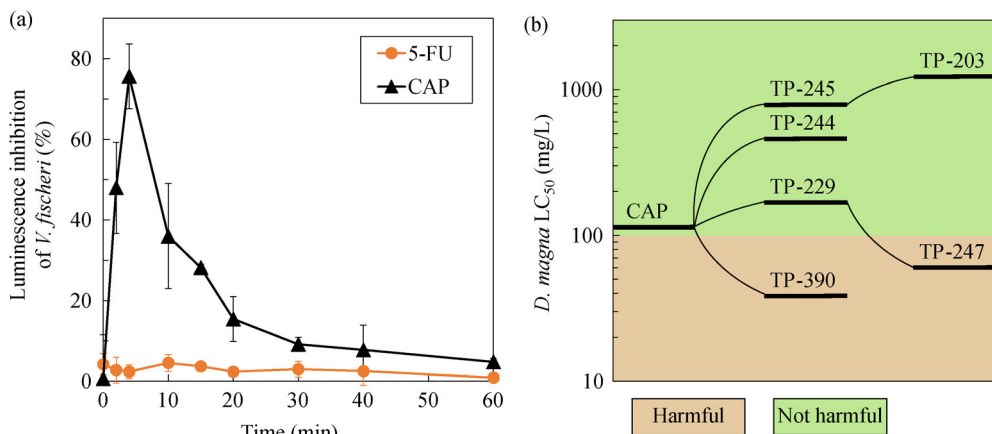 (a)
5-FU
CAP
80
60
40
20
0
0
10
20
30
40
50
60
Luminescence inhibition
of V. fischeri (%)
Time (min)
(b)
TP-203
TP-245
TP-244
TP-229
CAP
TP-247
TP-390
1000
100
10
D. magna LC50 (mg/L)
Harmful
Not harmful